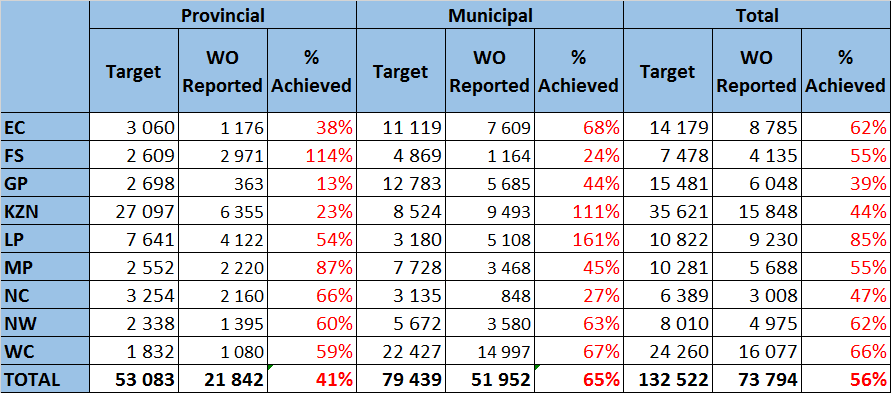 Provincial Municipal Total
Target WO Reported % Achieved Target WO Reported % Achieved Target WO Reported % Achieved
EC 3 060 1 176 38% 11 119 7 609 68% 14 179 8 785 62%
FS 2 609 2 971 114% 4 869 1 164 24% 7 478 4 135 55%
GP 2 698 363 13% 12 783 5 685 44% 15 481 6 048 39%
KZN 27 097 6 355 23% 8 524 9 493 111% 35 621 15 848 44%
LP 7 641 4 122 54% 3 180 5 108 161% 10 822 9 230 85%
MP 2 552 2 220 87% 7 728 3 468 45% 10 281 5 688 55%
NC 3 254 2 160 66% 3 135 848 27% 6 389 3 008 47%
NW 2 338 1 395 60% 5 672 3 580 63% 8 010 4 975 62%
WC 1 832 1 080 59% 22 427 14 997 67% 24 260 16 077 66%
TOTAL 53 083 21 842 41% 79 439 51 952 65% 132 522 73 794 56%